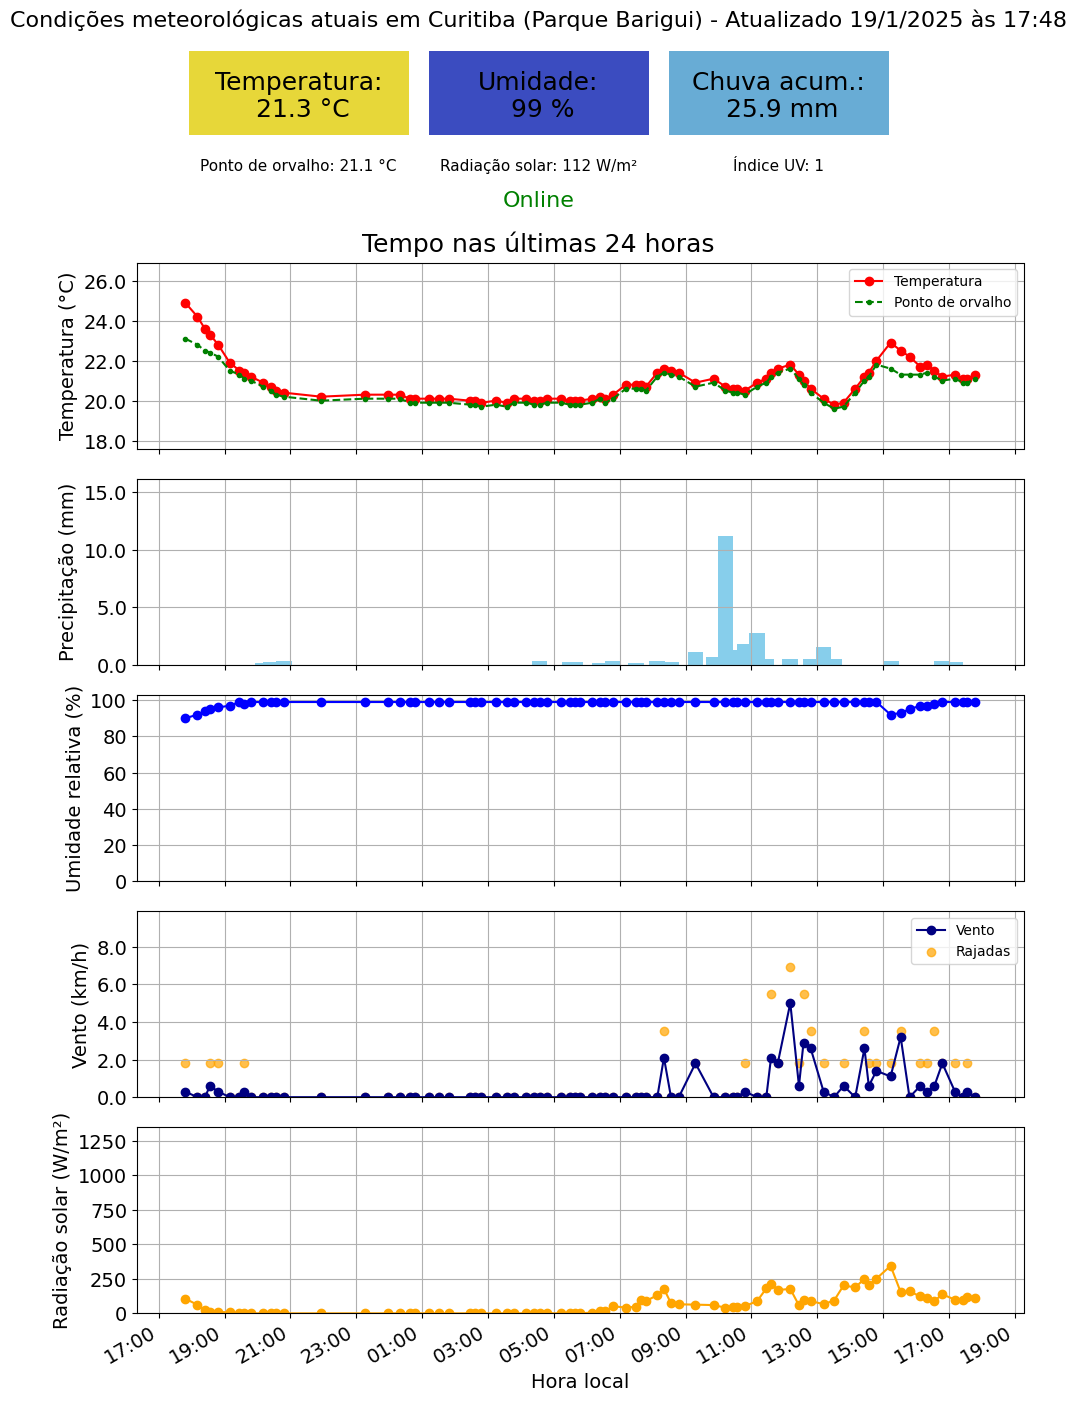 Condições meteorológicas atuais em Curitiba (Parque Barigui) - Atualizado 19/1/2025 às 17:48
Temperatura:
21.3 °C
Umidade:
99 %
Chuva acum.:
25.9 mm
Ponto de orvalho: 21.1 °C
Radiação solar: 112 W/m²
Índice UV: 1
Online
Tempo nas últimas 24 horas
Temperatura (°C)
26.0
24.0
22.0
20.0
18.0
Temperatura
Ponto de orvalho
Precipitação (mm)
15.0
10.0
5.0
0.0
Umidade relativa (%)
100
80
60
40
20
0
Vento (km/h)
8.0
6.0
4.0
2.0
0.0
Vento
Rajadas
Radiação solar (W/m²)
1250
1000
750
500
250
0
17:00
19:00
21:00
23:00
01:00
03:00
05:00
07:00
09:00
11:00
13:00
15:00
17:00
19:00
Hora local